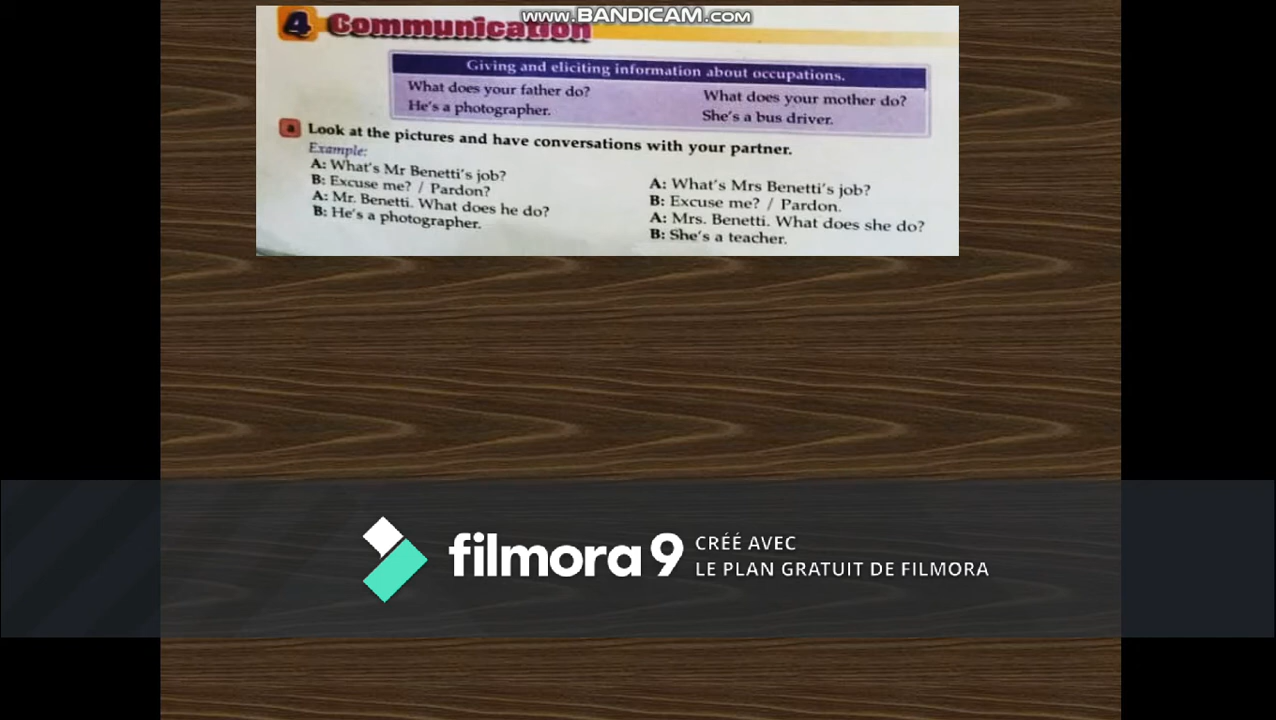 www.BANDICAM.com
4 Communication
Giving and eliciting information about occupations.
What does your father do?
He's a photographer.
What does your mother do?
She's a bus driver.
a Look at the pictures and have conversations with your partner.
Example:
A: What's Mr Benetti's job?
B: Excuse me? / Pardon?
A: Mr. Benetti. What does he do?
B: He's a photographer.
A: What's Mrs Benetti's job?
B: Excuse me? / Pardon.
A: Mrs. Benetti. What does she do?
B: She's a teacher.
filmora 9
CRÉÉ AVEC
LE PLAN GRATUIT DE FILMORA